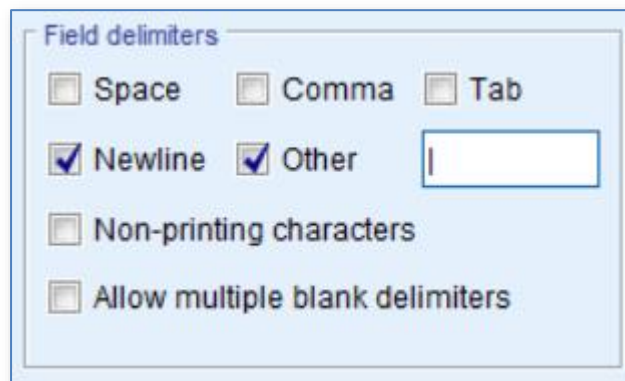 Field delimiters
Space Comma Tab
Newline Other |
Non-printing characters
Allow multiple blank delimiters